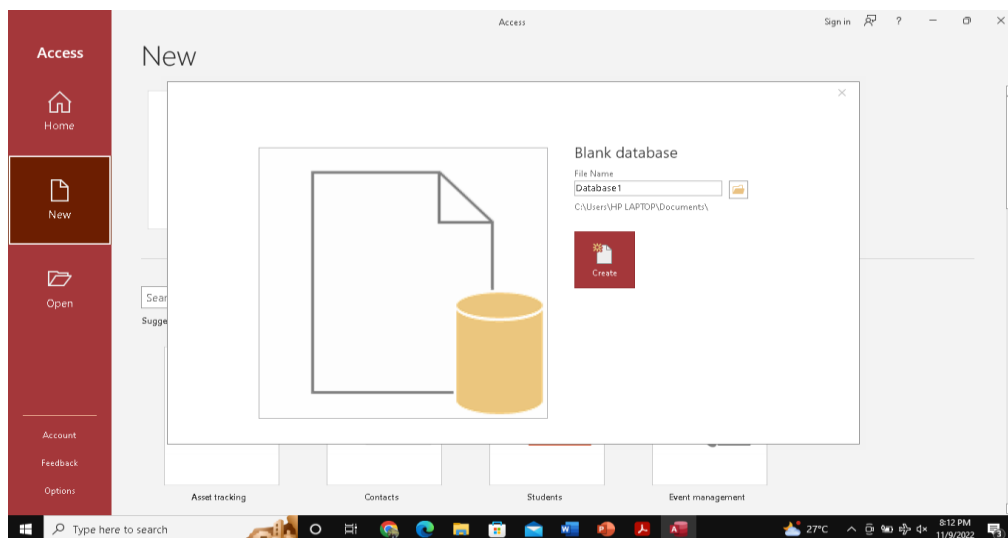 Access
Sign in
?
Access
New
Home
New
Open
Account
Feedback
Options
Blank database
File Name
Database1
C:\Users\HP LAPTOP\Documents\
Create
Sear
Sugge
Asset tracking
Contacts
Students
Event management
Type here to search
27°C
8:12 PM
11/9/2022